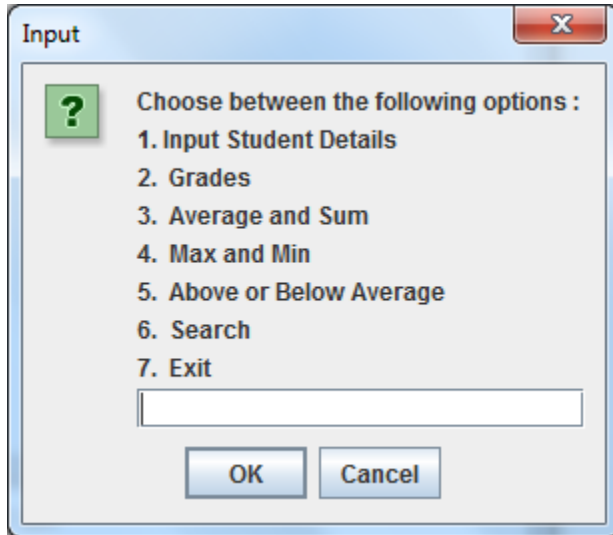 Input
Choose between the following options :
1. Input Student Details
2. Grades
3. Average and Sum
4. Max and Min
5. Above or Below Average
6. Search
7. Exit
OK Cancel